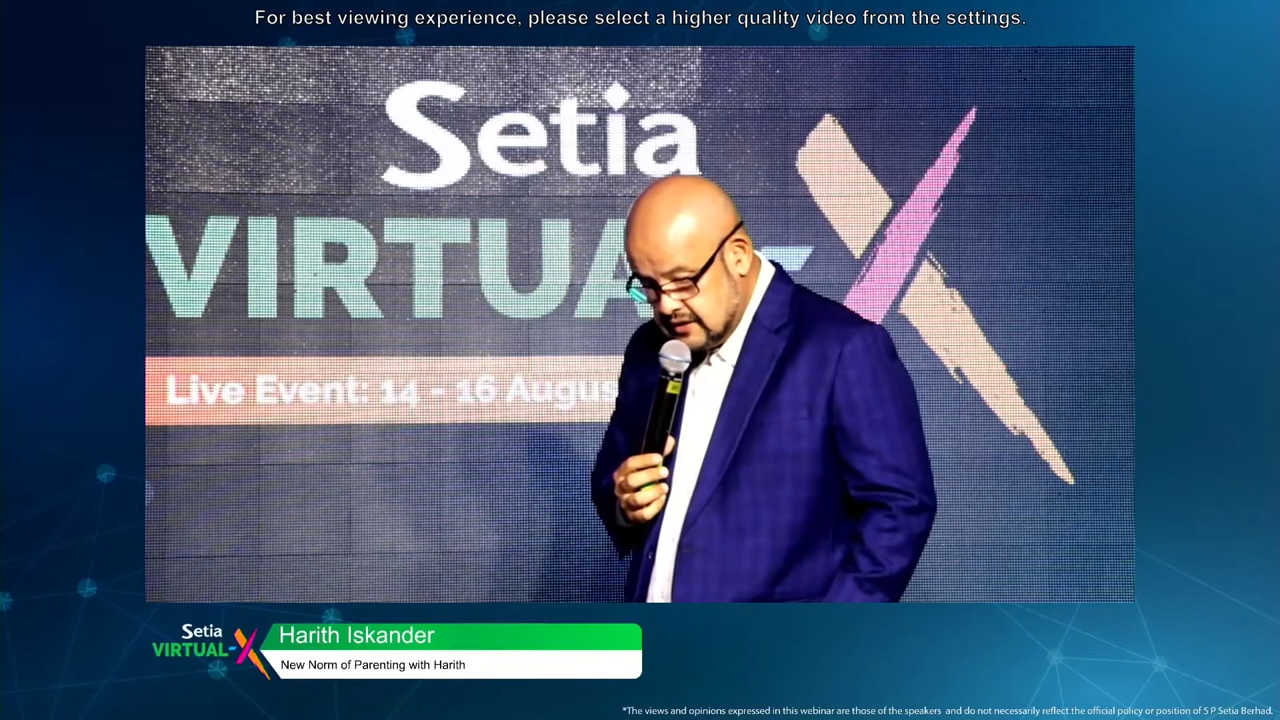 For best viewing experience, please select a higher quality video from the settings.
Setia
VIRTUA
Live Event: 14 - 16 Augus
Setia
VIRTUAL-X
Harith Iskander
New Norm of Parenting with Harith
*The views and opinions expressed in this webinar are those of the speakers and do not necessarily reflect the official policy or position of S P Setia Berhad.